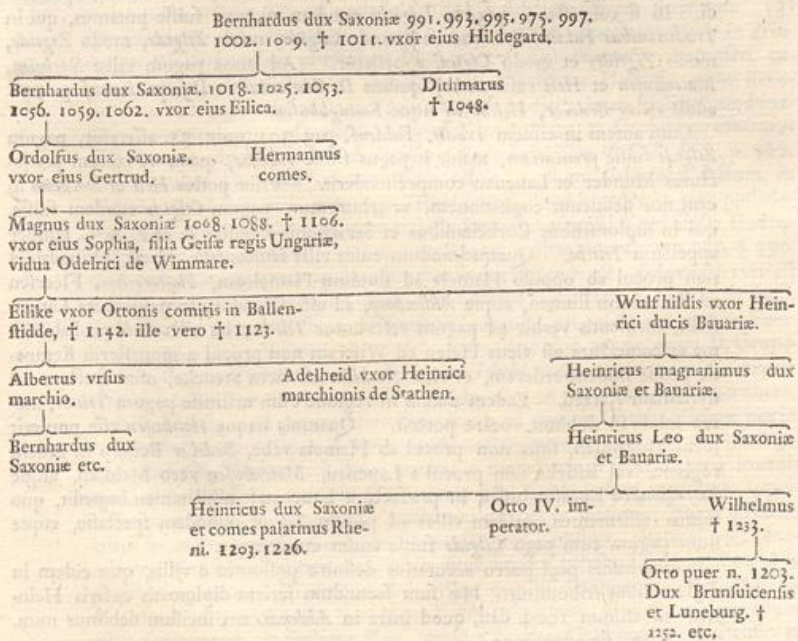 Bernhardus dux Saxoniæ 991. 993. 995. 975. 997.
1002. 1009. † 1011. vxor eius Hildegard.
Bernhardus dux Saxoniæ. 1018. 1025. 1053.
1056. 1059. 1062. vxor eius Eilica.
Dithmarus
† 1048.
Ordolfus dux Saxoniæ.
vxor eius Gertrud.
Hermannus
comes.
Magnus dux Saxoniæ 1068. 1088. † 1106.
vxor eius Sophia, filia Geisæ regis Ungariæ,
vidua Odelrici de Wimmare.
Eilike vxor Ottonis comitis in Ballen-
stidde, † 1142. ille vero † 1123.
Wulfhildis vxor Hein-
rici ducis Bauariæ.
Albertus vrsus
marchio.
Adelheid vxor Heinrici
marchionis de Stathen.
Heinricus magnanimus dux
Saxoniæ et Bauariæ.
Bernhardus dux
Saxoniæ etc.
Heinricus Leo dux Saxoniæ
et Bauariæ.
Heinricus dux Saxoniæ
et comes palatinus Rhe-
ni. 1203. 1226.
Otto IV. im-
perator.
Wilhelmus
† 1233.
Otto puer n. 1203.
Dux Brunsuicensis
et Luneburg. †
1252. etc.